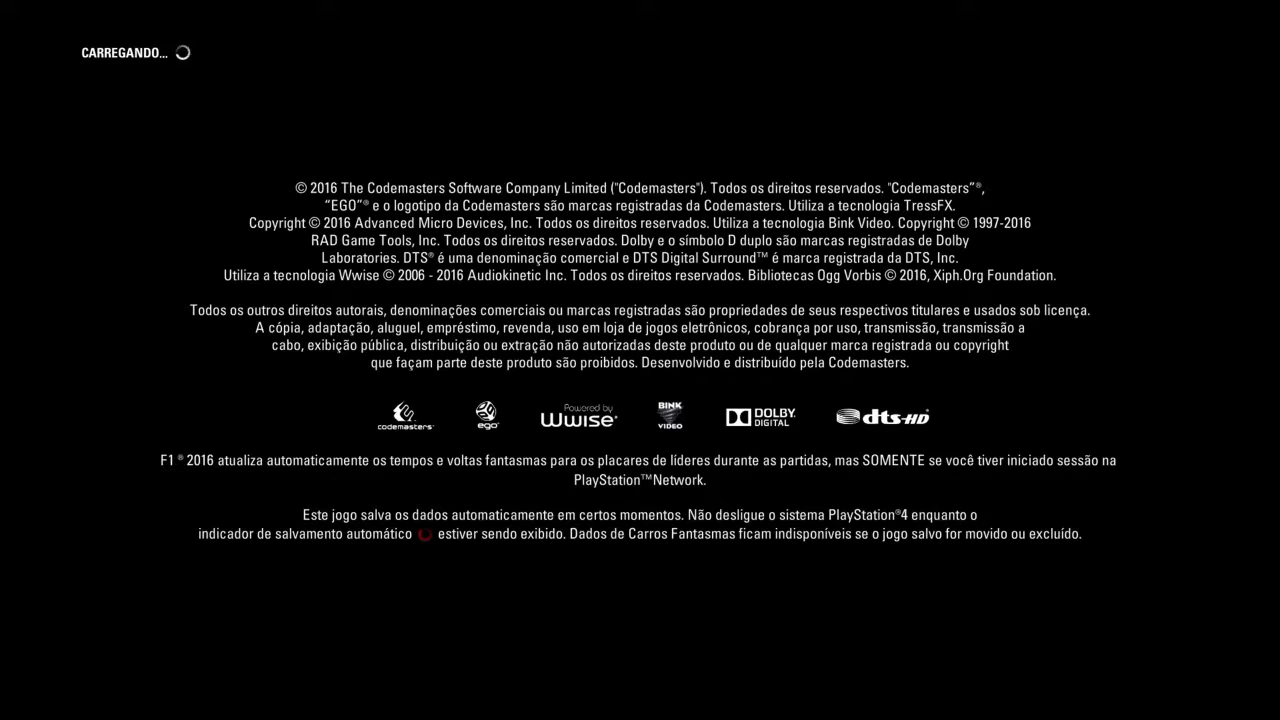 CARREGANDO...
© 2016 The Codemasters Software Company Limited ("Codemasters"). Todos os direitos reservados. "Codemasters”®,
“EGO”® e o logotipo da Codemasters são marcas registradas da Codemasters. Utiliza a tecnologia TressFX.
Copyright © 2016 Advanced Micro Devices, Inc. Todos os direitos reservados. Utiliza a tecnologia Bink Video. Copyright © 1997-2016
RAD Game Tools, Inc. Todos os direitos reservados. Dolby e o símbolo D duplo são marcas registradas de Dolby
Laboratories. DTS® é uma denominação comercial e DTS Digital Surround™ é marca registrada da DTS, Inc.
Utiliza a tecnologia Wwise © 2006 - 2016 Audiokinetic Inc. Todos os direitos reservados. Bibliotecas Ogg Vorbis © 2016, Xiph.Org Foundation.
Todos os outros direitos autorais, denominações comerciais ou marcas registradas são propriedades de seus respectivos titulares e usados sob licença.
A cópia, adaptação, aluguel, empréstimo, revenda, uso em loja de jogos eletrônicos, cobrança por uso, transmissão, transmissão a
cabo, exibição pública, distribuição ou extração não autorizadas deste produto ou de qualquer marca registrada ou copyright
que façam parte deste produto são proibidos. Desenvolvido e distribuído pela Codemasters.
codemasters® ego® Powered by Wwise® BINK VIDEO DOLBY DIGITAL dts-HD
F1 ® 2016 atualiza automaticamente os tempos e voltas fantasmas para os placares de líderes durante as partidas, mas SOMENTE se você tiver iniciado sessão na
PlayStation™Network.
Este jogo salva os dados automaticamente em certos momentos. Não desligue o sistema PlayStation®4 enquanto o
indicador de salvamento automático estiver sendo exibido. Dados de Carros Fantasmas ficam indisponíveis se o jogo salvo for movido ou excluído.